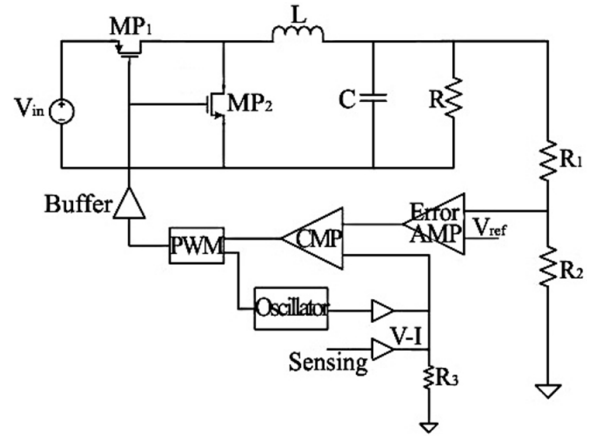 MP1
L
Vin
MP2
C
R
R1
Buffer
Error
AMP
Vref
CMP
PWM
R2
Oscillator
V-I
Sensing
R3